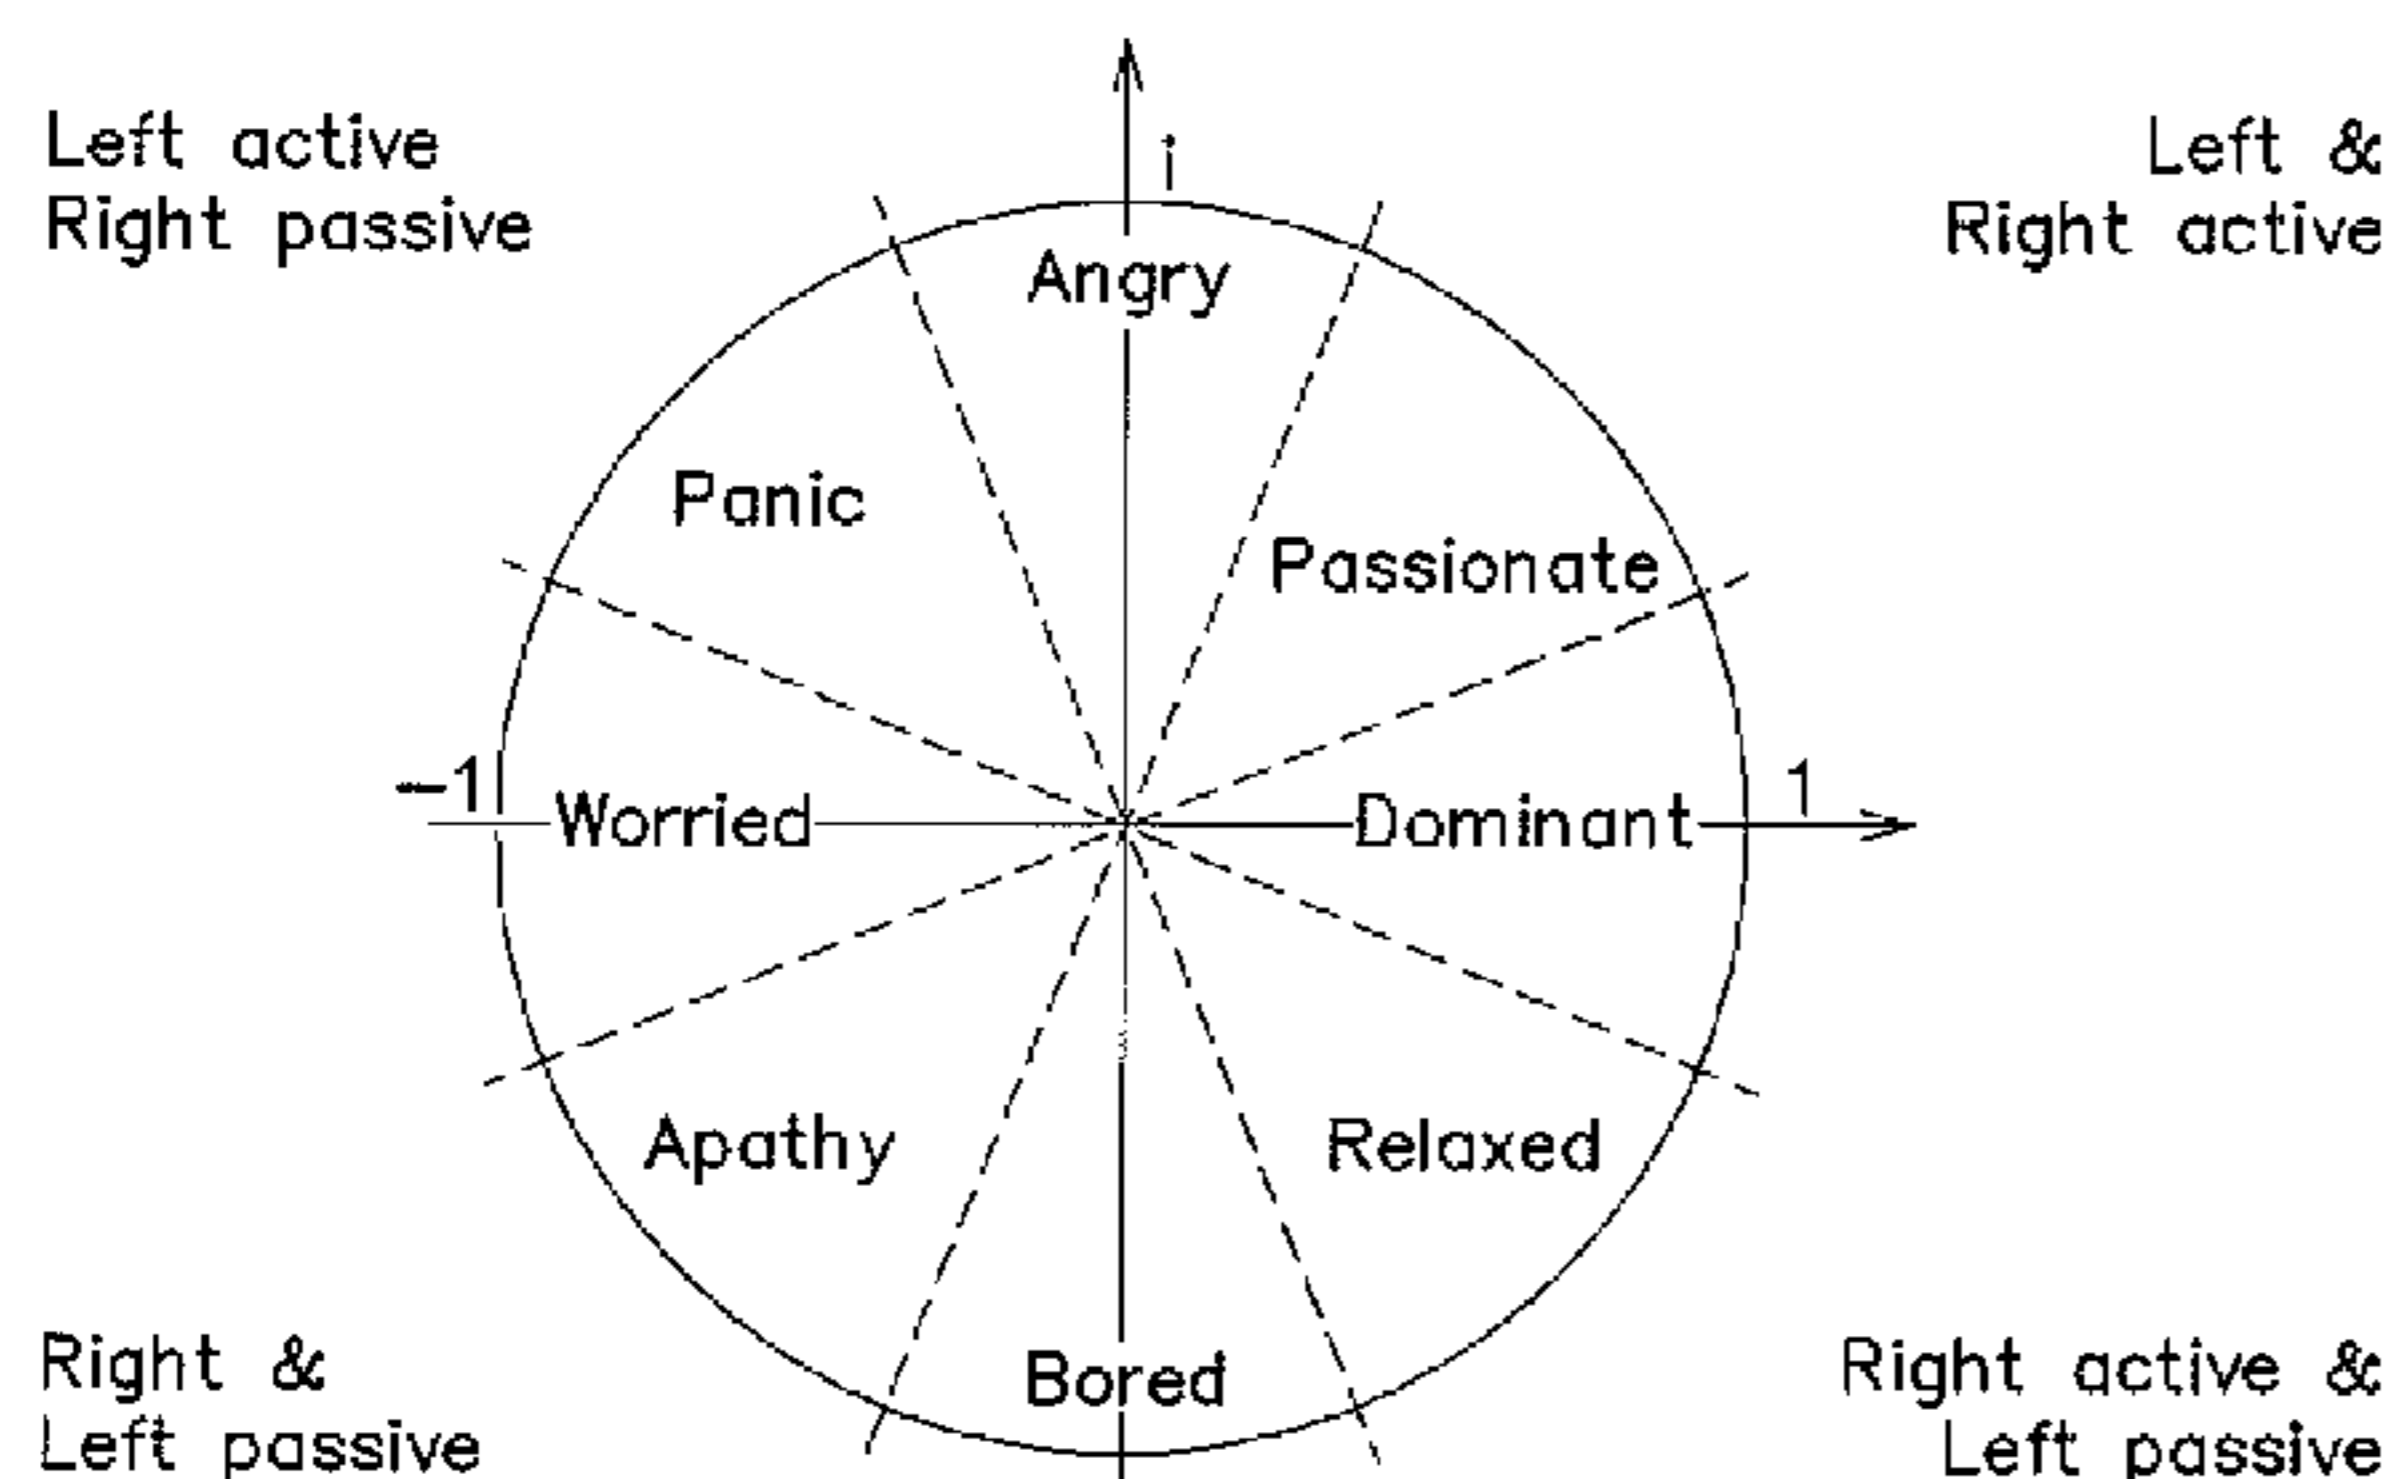 Left active
Right passive
i
Left &
Right active
Angry
Panic
Passionate
-1
Worried
Dominant
1
Apathy
Relaxed
Bored
Right &
Left passive
Right active &
Left passive